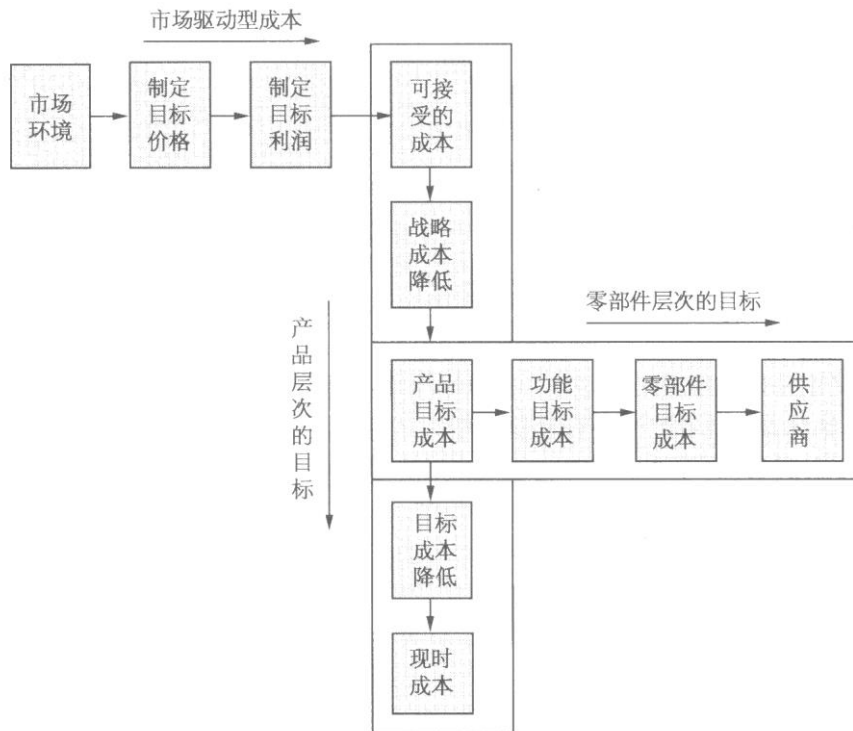 市场驱动型成本
市场
环境
制定
目标
价格
制定
目标
利润
可接
受的
成本
战略
成本
降低
零部件层次的目标
产
品
层
次
的
目
标
产品
目标
成本
功能
目标
成本
零部件
目标
成本
供
应
商
目标
成本
降低
现时
成本